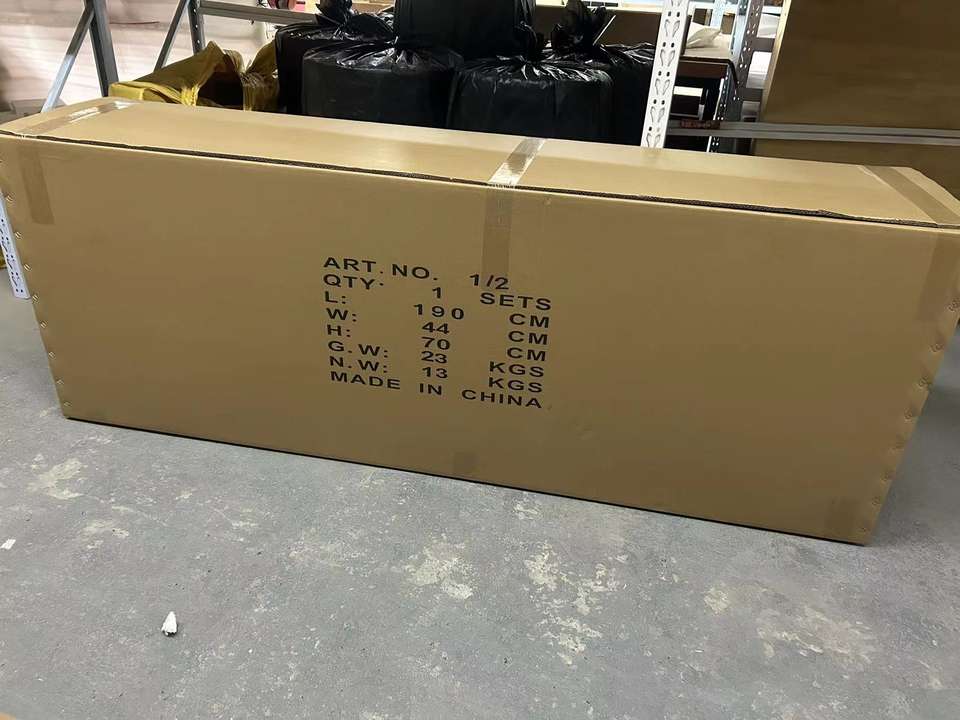 ART. NO. 1/2
QTY. 1 SETS
L: 190 CM
W: 44 CM
H: 70 CM
G.W: 23 KGS
N.W: 13 KGS
MADE IN CHINA